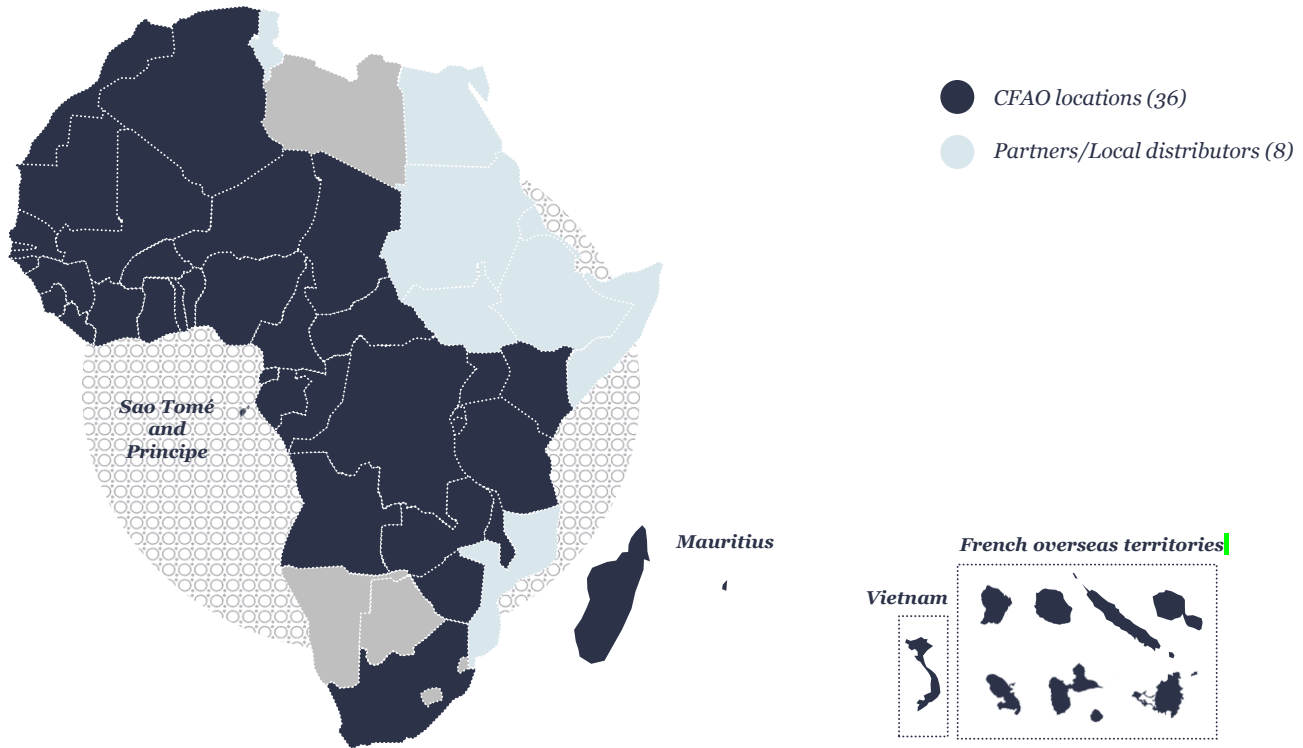 CFAO locations (36)
Partners/Local distributors (8)
Sao Tomé
and
Principe
Mauritius
French overseas territories
Vietnam